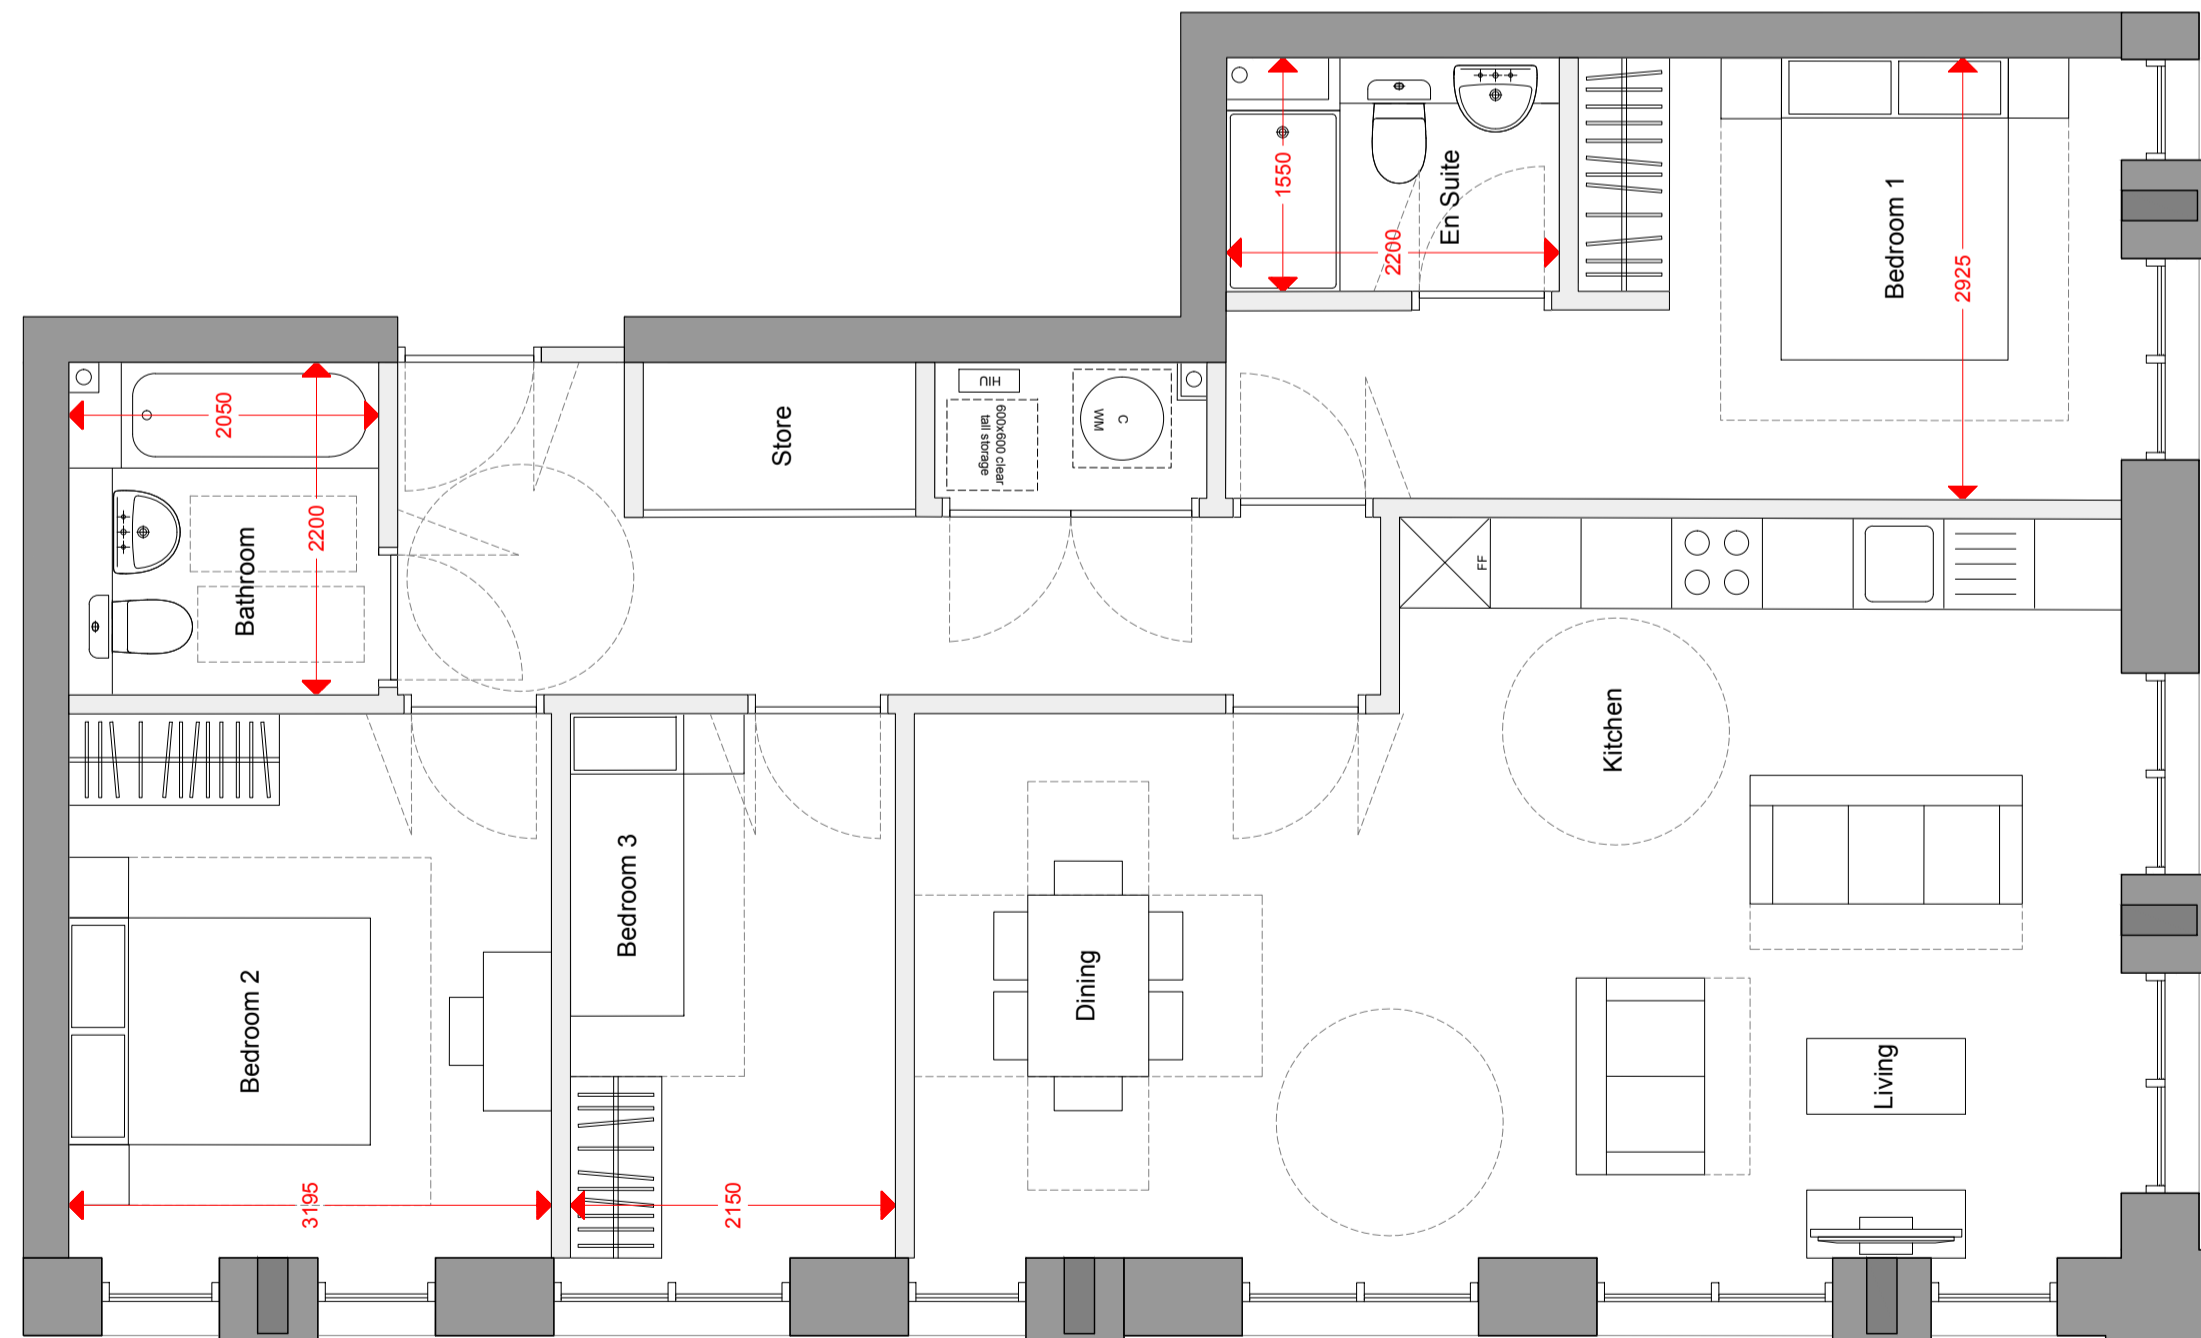 1550
2200
En Suite
Bedroom 1
2925
2050
2200
Bathroom
Store
HIU
600x600 clear
tall storage
C
WM
FF
Kitchen
Bedroom 2
3195
Bedroom 3
2150
Dining
Living